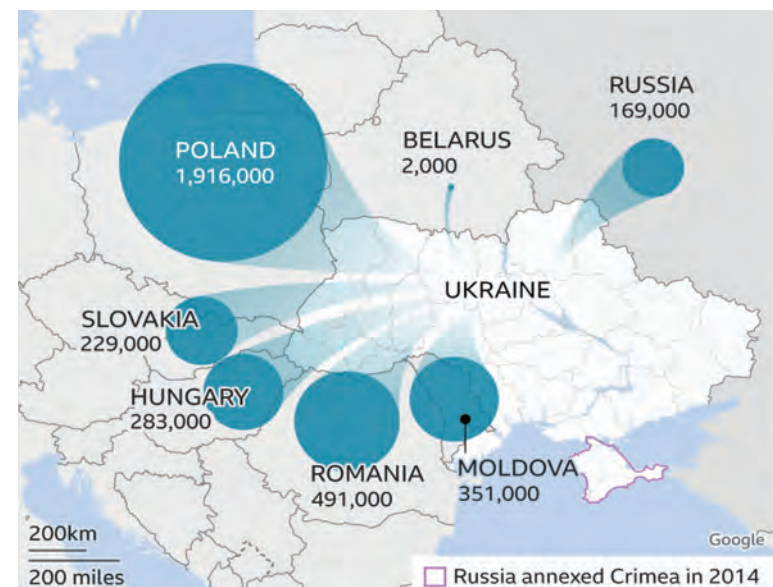 RUSSIA
169,000
POLAND
1,916,000
BELARUS
2,000
UKRAINE
SLOVAKIA
229,000
HUNGARY
283,000
ROMANIA
491,000
MOLDOVA
351,000
200km
200 miles
Google
Russia annexed Crimea in 2014